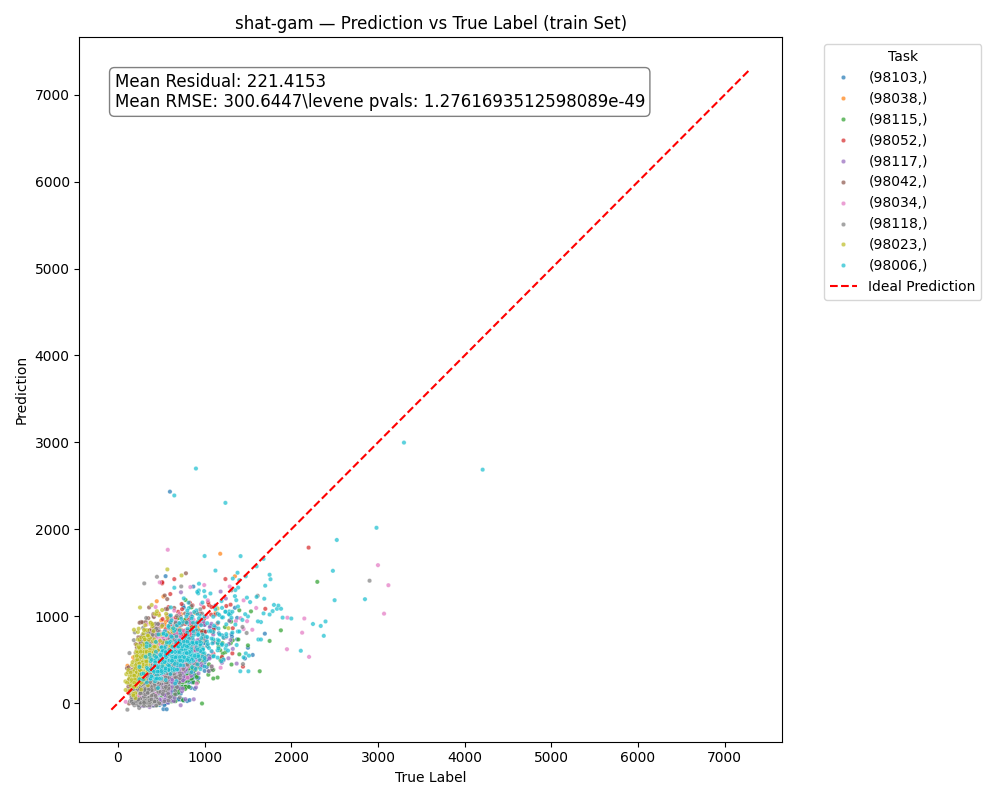 shat-gam — Prediction vs True Label (train Set)
Mean Residual: 221.4153
Mean RMSE: 300.6447\levene pvals: 1.2761693512598089e-49
Task
(98103,)
(98038,)
(98115,)
(98052,)
(98117,)
(98042,)
(98034,)
(98118,)
(98023,)
(98006,)
Ideal Prediction
Prediction
7000
6000
5000
4000
3000
2000
1000
0
0 1000 2000 3000 4000 5000 6000 7000
True Label